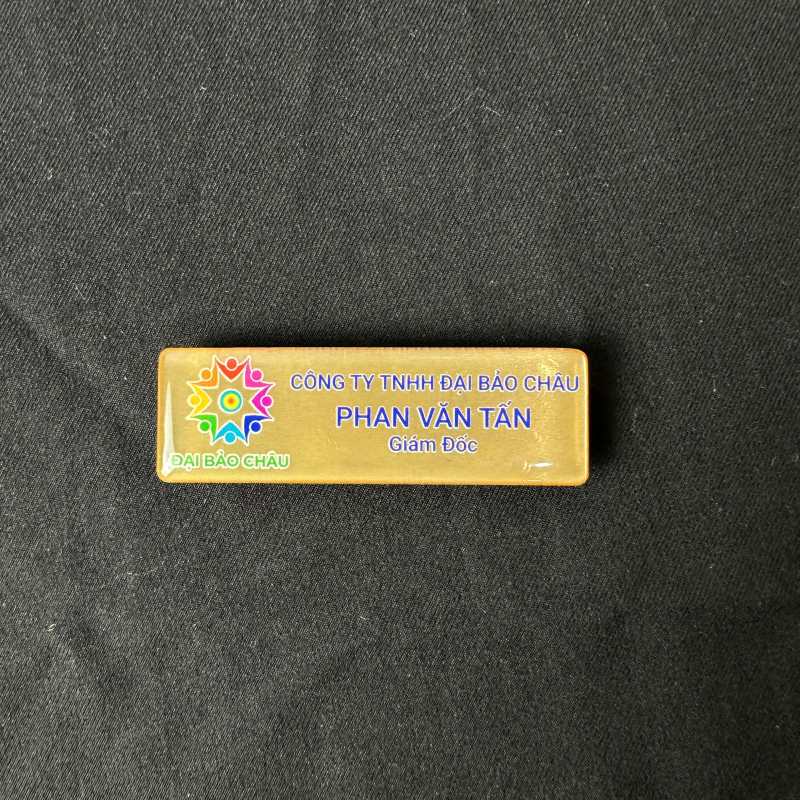 CÔNG TY TNHH ĐẠI BẢO CHÂU
PHAN VĂN TẤN
Giám Đốc
ĐẠI BẢO CHÂU